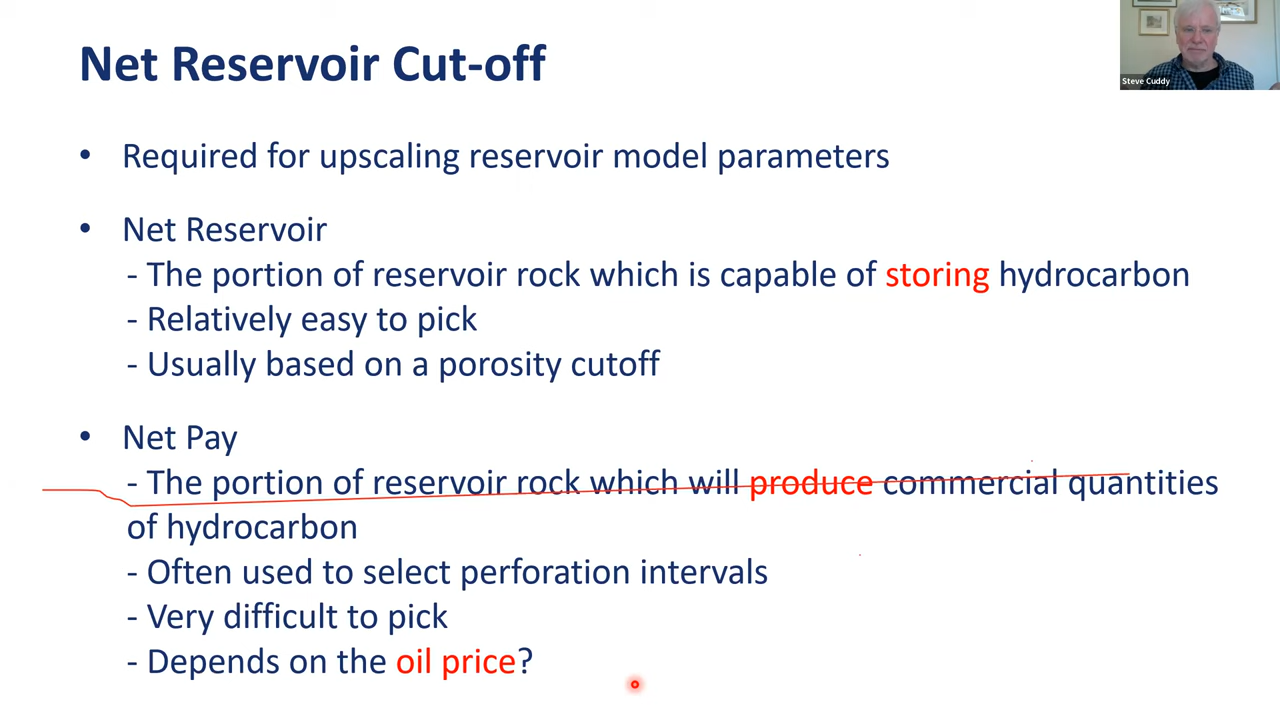 Net Reservoir Cut-off
Steve Cuddy
• Required for upscaling reservoir model parameters
• Net Reservoir
- The portion of reservoir rock which is capable of storing hydrocarbon
- Relatively easy to pick
- Usually based on a porosity cutoff
• Net Pay
- The portion of reservoir rock which will produce commercial quantities
of hydrocarbon
- Often used to select perforation intervals
- Very difficult to pick
- Depends on the oil price?